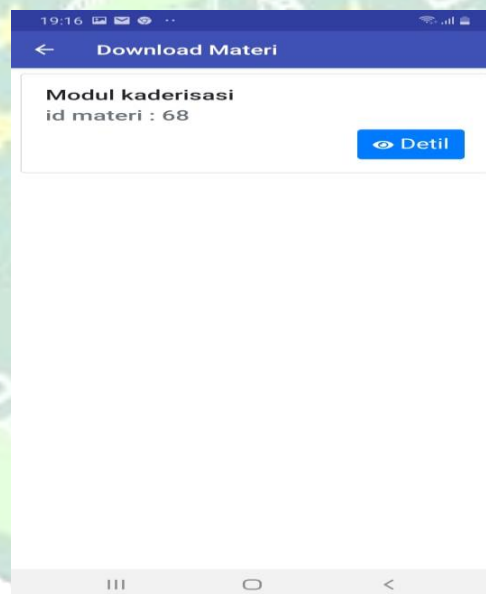 19:16
Download Materi
Modul kaderisasi
id materi : 68
Detil